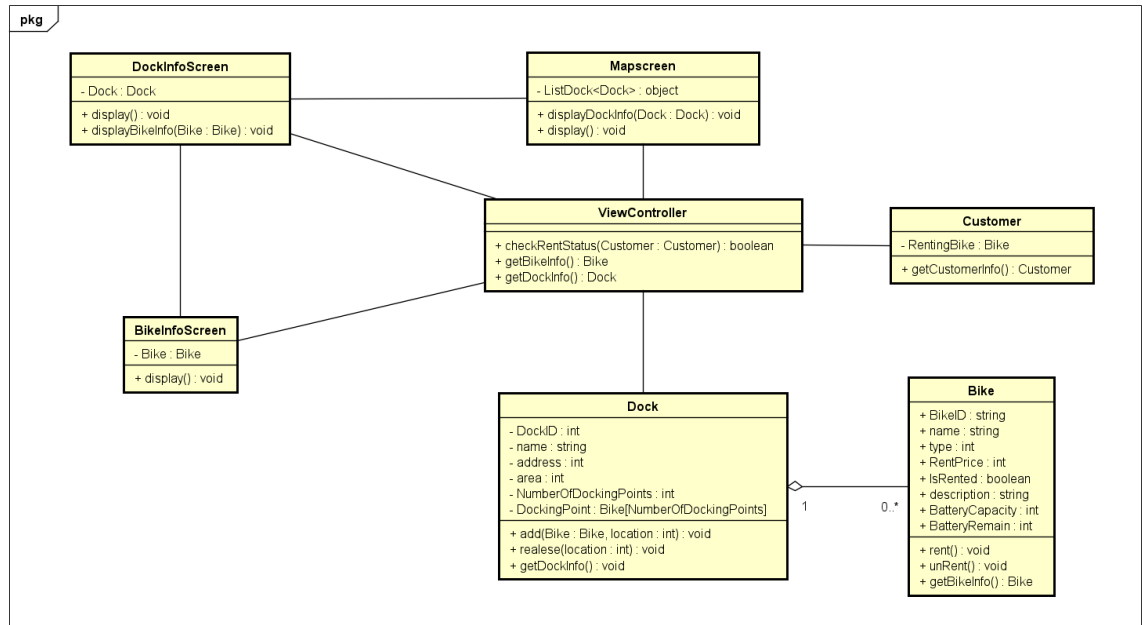 pkg
DockInfoScreen
- Dock : Dock
+ display() : void
+ displayBikeInfo(Bike : Bike) : void
Mapscreen
- ListDock<Dock> : object
+ displayDockInfo(Dock : Dock) : void
+ display() : void
ViewController
+ checkRentStatus(Customer : Customer) : boolean
+ getBikeInfo() : Bike
+ getDockInfo() : Dock
Customer
- RentingBike : Bike
+ getCustomerInfo() : Customer
BikeInfoScreen
- Bike : Bike
+ display() : void
Dock
- DockID : int
- name : string
- address : int
- area : int
- NumberOfDockingPoints : int
- DockingPoint : Bike[NumberOfDockingPoints]
+ add(Bike : Bike, location : int) : void
+ realese(location : int) : void
+ getDockInfo() : void
1
0..*
Bike
+ BikeID : string
+ name : string
+ type : int
+ RentPrice : int
+ IsRented : boolean
+ description : string
+ BatteryCapacity : int
+ BatteryRemain : int
+ rent() : void
+ unRent() : void
+ getBikeInfo() : Bike